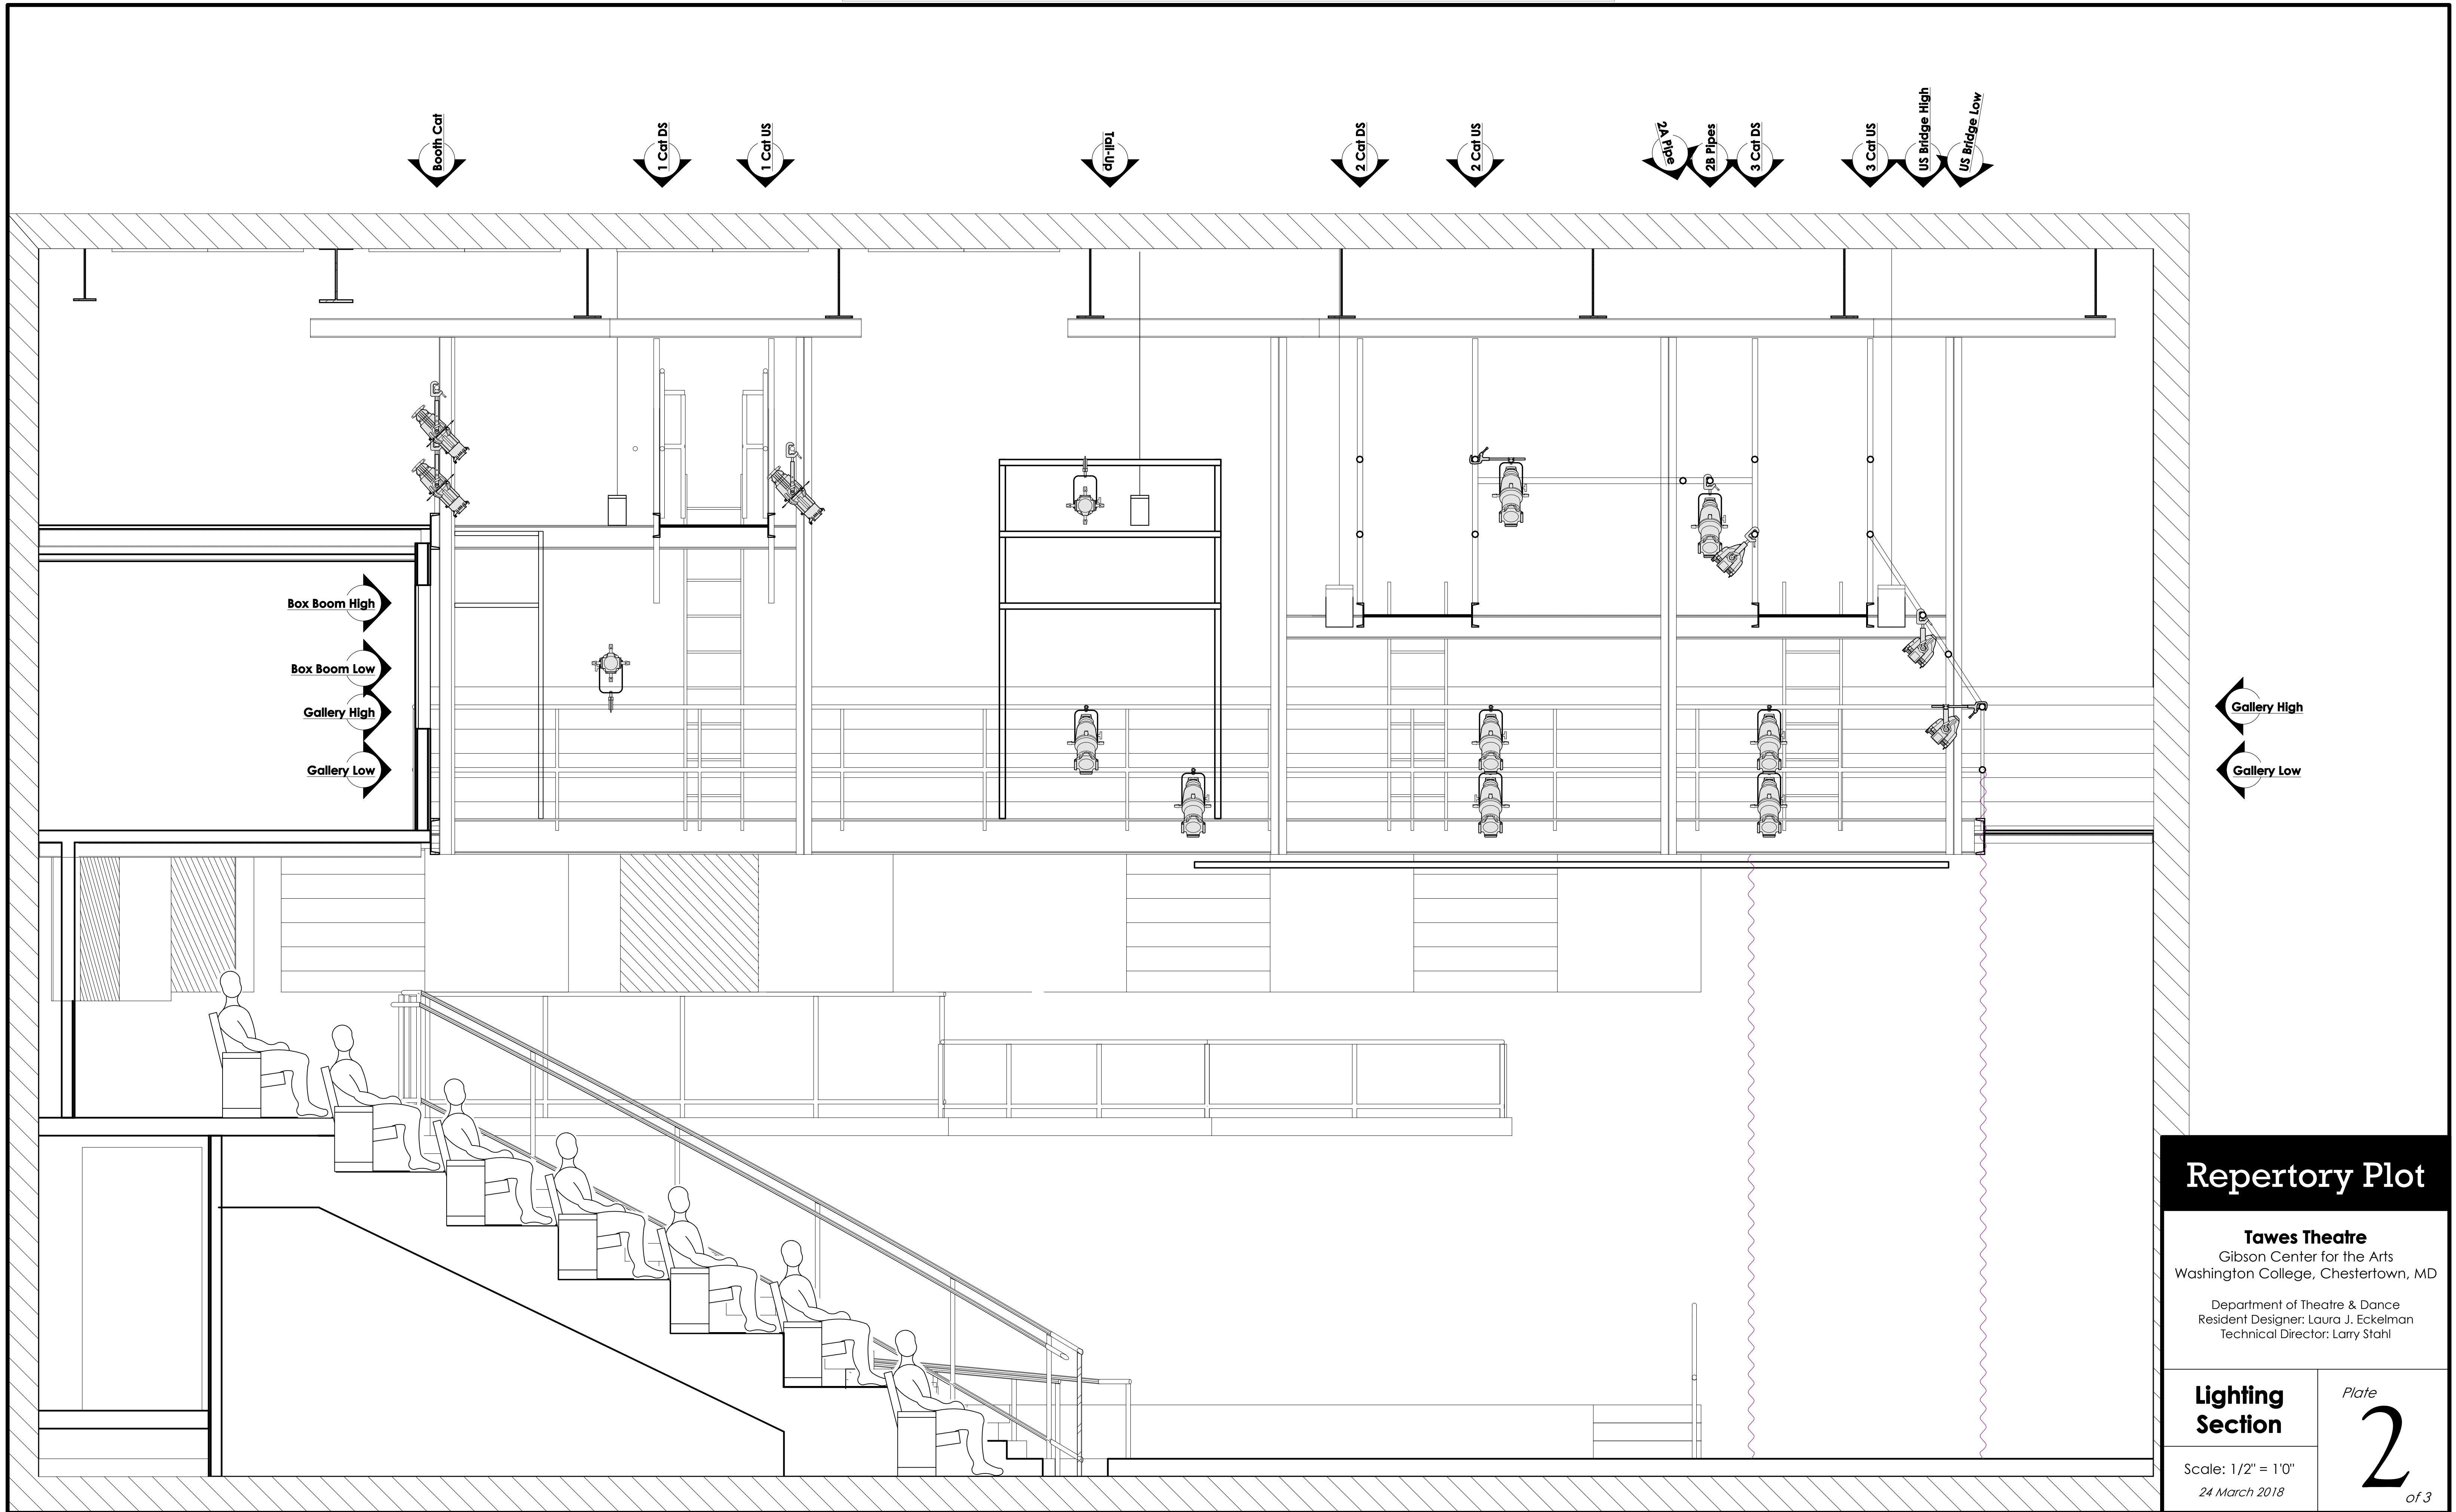 Booth Cat
1 Cat DS
1 Cat US
Tail-Up
2 Cat DS
2 Cat US
2A Pipe
2B Pipes
3 Cat DS
3 Cat US
US Bridge High
US Bridge Low
Box Boom High
Box Boom Low
Gallery High
Gallery Low
Gallery High
Gallery Low
Repertory Plot
Tawes Theatre
Gibson Center for the Arts
Washington College, Chestertown, MD
Department of Theatre & Dance
Resident Designer: Laura J. Eckelman
Technical Director: Larry Stahl
Lighting
Section
Scale: 1/2" = 1'0"
24 March 2018
Plate
2
of 3